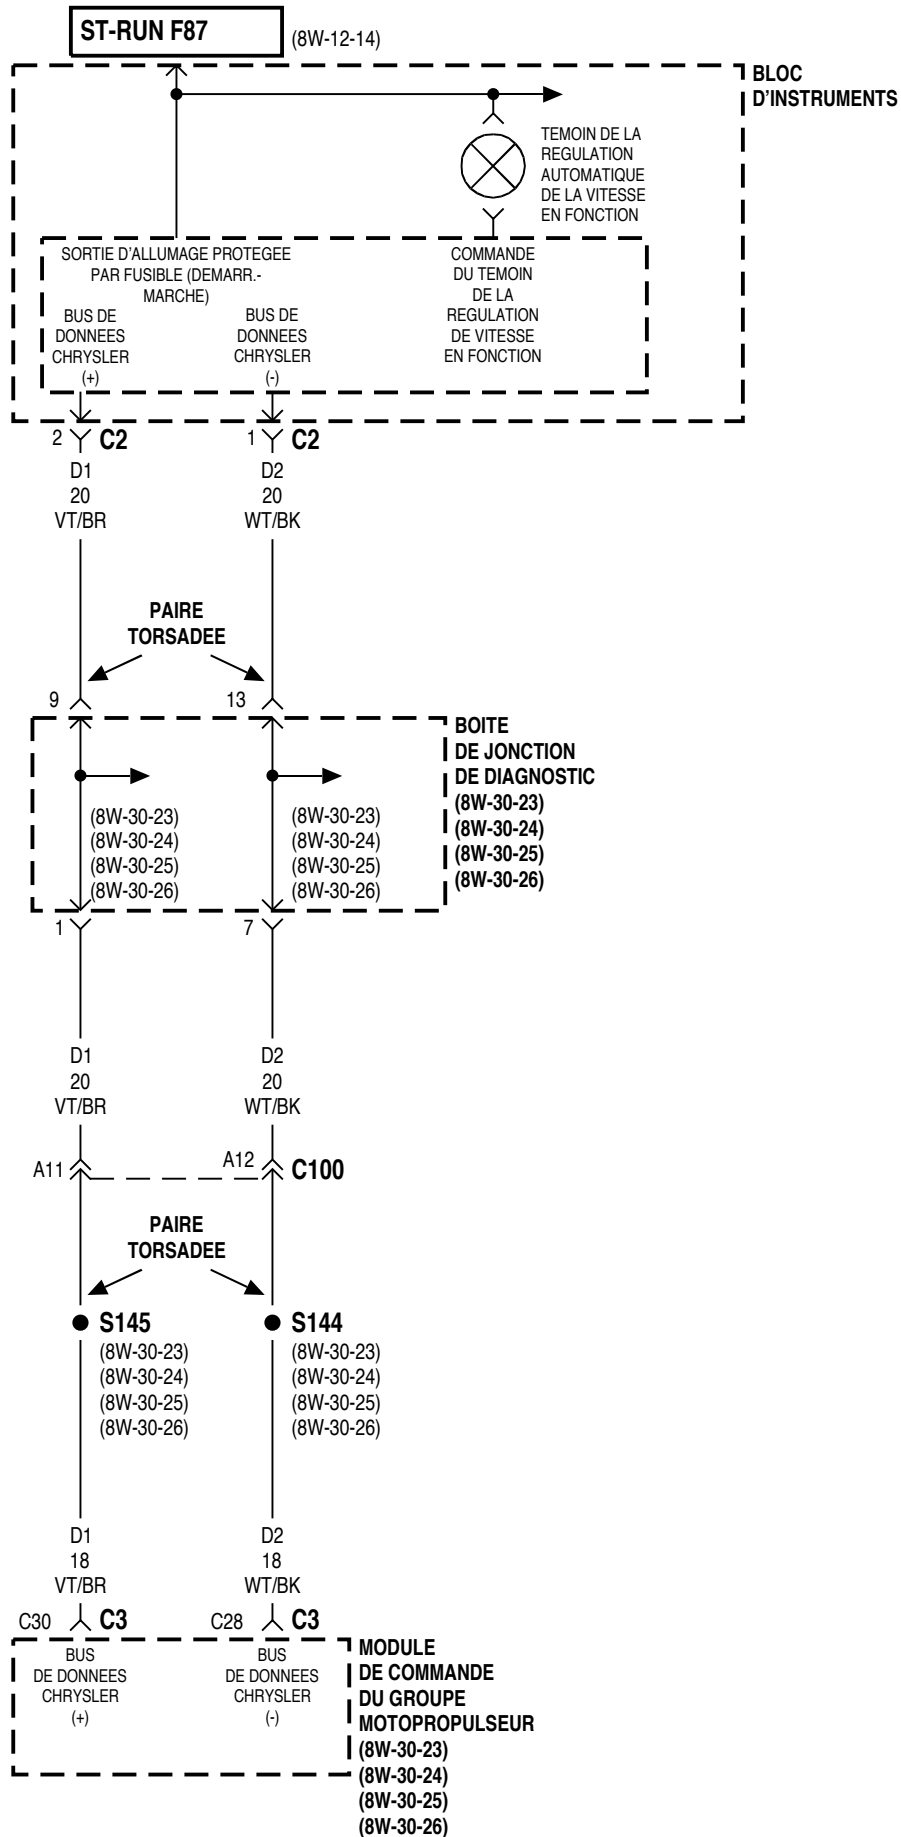 ST-RUN F87
(8W-12-14)
BLOC
D'INSTRUMENTS
TEMOIN DE LA
REGULATION
AUTOMATIQUE
DE LA VITESSE
EN FONCTION
SORTIE D'ALLUMAGE PROTEGEE
PAR FUSIBLE (DEMARR.-
MARCHE)
COMMANDE
DU TEMOIN
DE LA
REGULATION
DE VITESSE
EN FONCTION
BUS DE
DONNEES
CHRYSLER
(+)
BUS DE
DONNEES
CHRYSLER
(-)
2 C2
1 C2
D1
20
VT/BR
D2
20
WT/BK
PAIRE
TORSADEE
9
13
BOITE
DE JONCTION
DE DIAGNOSTIC
(8W-30-23)
(8W-30-24)
(8W-30-25)
(8W-30-26)
(8W-30-23)
(8W-30-24)
(8W-30-25)
(8W-30-26)
(8W-30-23)
(8W-30-24)
(8W-30-25)
(8W-30-26)
1
7
D1
20
VT/BR
D2
20
WT/BK
A11
A12 C100
PAIRE
TORSADEE
S145
(8W-30-23)
(8W-30-24)
(8W-30-25)
(8W-30-26)
S144
(8W-30-23)
(8W-30-24)
(8W-30-25)
(8W-30-26)
D1
18
VT/BR
D2
18
WT/BK
C30 C3
C28 C3
BUS
DE DONNEES
CHRYSLER
(+)
BUS
DE DONNEES
CHRYSLER
(-)
MODULE
DE COMMANDE
DU GROUPE
MOTOPROPULSEUR
(8W-30-23)
(8W-30-24)
(8W-30-25)
(8W-30-26)